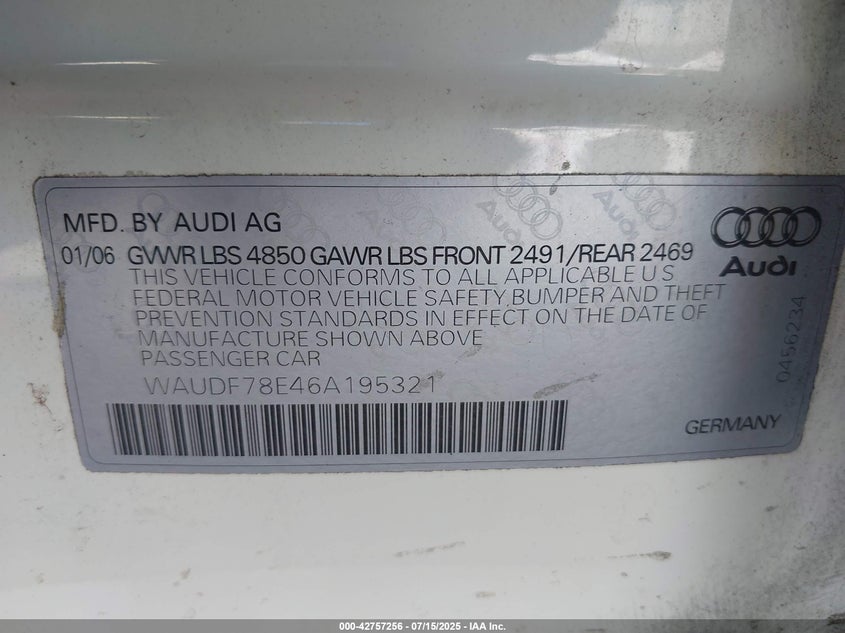 MFD. BY AUDI AG
01/06 GVWR LBS 4850 GAWR LBS FRONT 2491/REAR 2469
THIS VEHICLE CONFORMS TO ALL APPLICABLE U S
FEDERAL MOTOR VEHICLE SAFETY, BUMPER AND THEFT
PREVENTION STANDARDS IN EFFECT ON THE DATE OF
MANUFACTURE SHOWN ABOVE
PASSENGER CAR
WAUDF78E46A195321
Audi
0456234
GERMANY
000-42757256 - 07/15/2025 - IAA Inc.